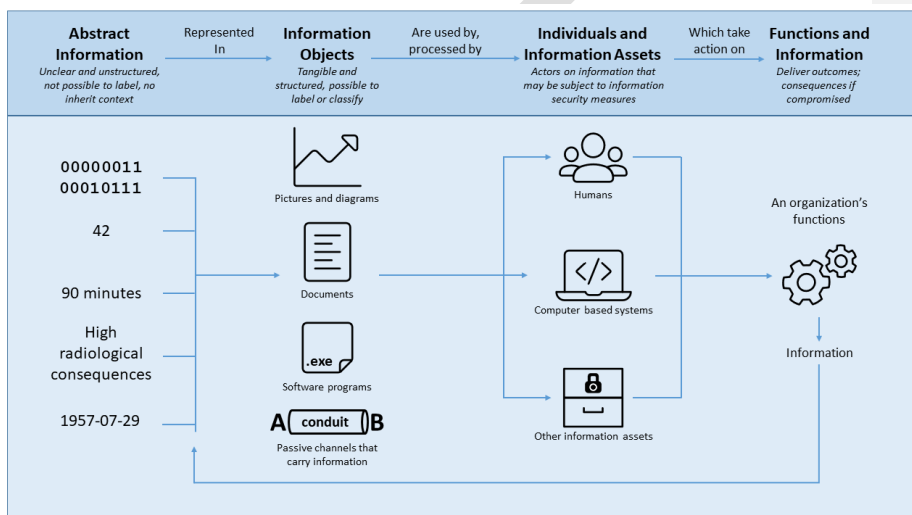 Abstract
Information
Unclear and unstructured,
not possible to label, no
inherit context
Represented
In
Information
Objects
Tangible and
structured, possible to
label or classify
Are used by,
processed by
Individuals and
Information Assets
Actors on information that
may be subject to information
security measures
Which take
action on
Functions and
Information
Deliver outcomes;
consequences if
compromised
00000011
00010111
42
90 minutes
High
radiological
consequences
1957-07-29
Pictures and diagrams
Documents
.exe
Software programs
A conduit B
Passive channels that
carry information
Humans
</>
Computer based systems
Other information assets
An organization's
functions
Information